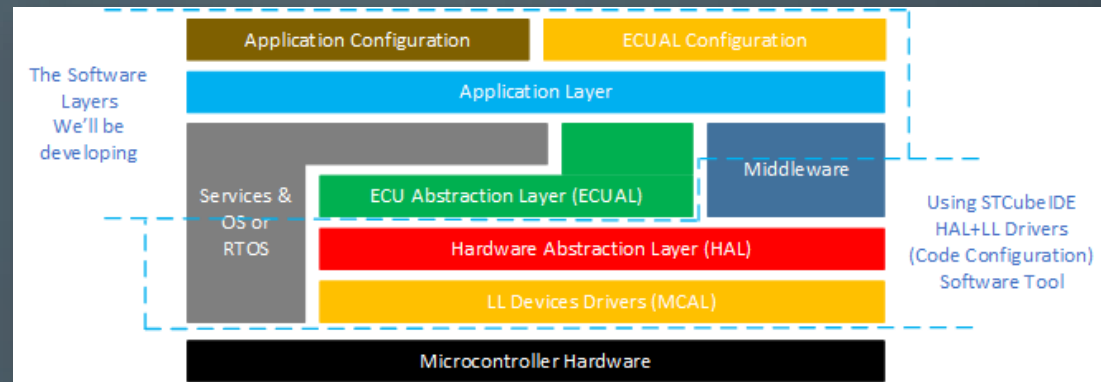 Application Configuration
ECUAL Configuration
The Software
Layers
We'll be
developing
Application Layer
Services &
OS or
RTOS
ECU Abstraction Layer (ECUAL)
Middleware
Hardware Abstraction Layer (HAL)
LL Devices Drivers (MCAL)
Using STCubeIDE
HAL+LL Drivers
(Code Configuration)
Software Tool
Microcontroller Hardware